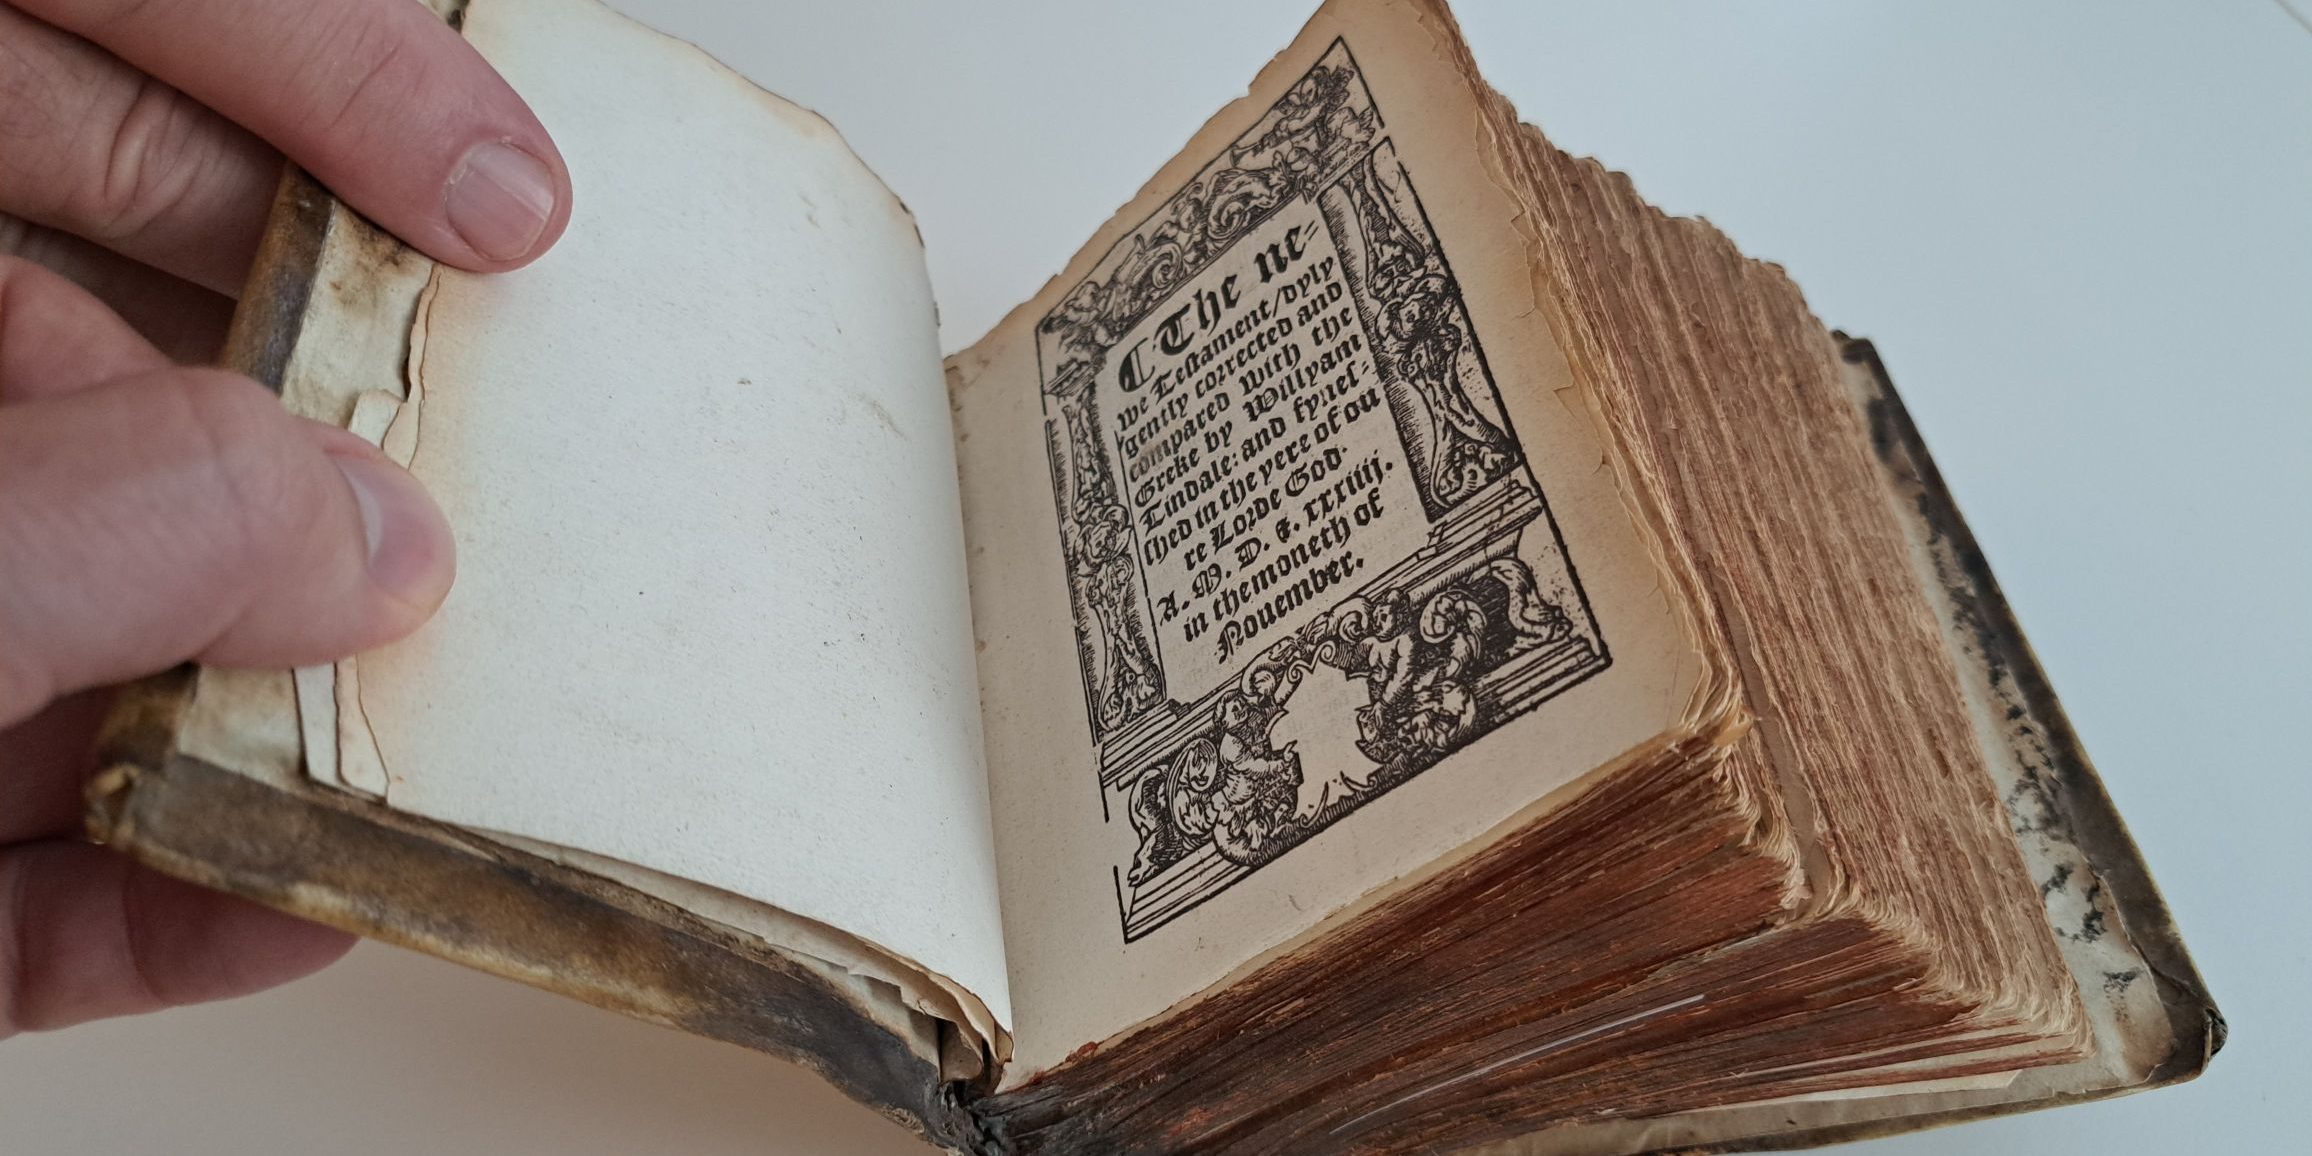 ⁋The ne⸗
we Testament/dyly
gently corrected and
compared with the
Greke by Willyam
Tindale: and fynes⸗
shed in the yere of ou
re Lorde God.
A. M. D. &. xxxiiij.
in the moneth of
Nouember.